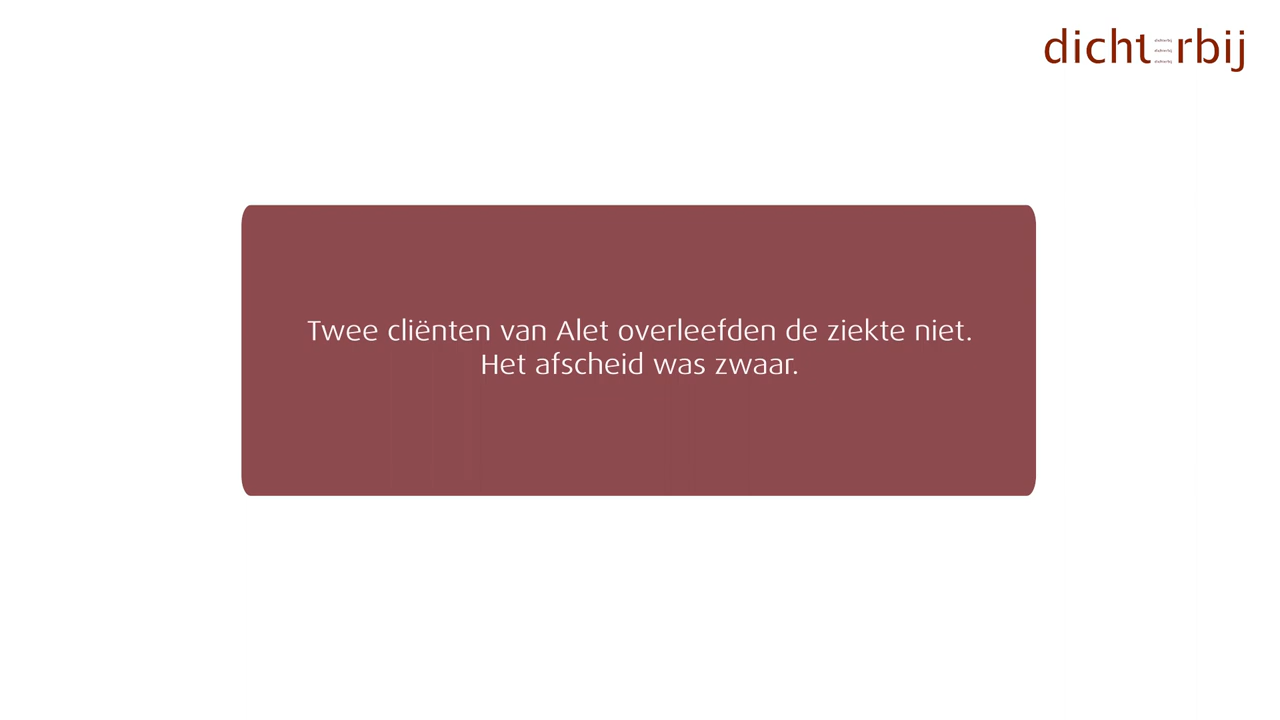 dichterbij
Twee cliënten van Alet overleefden de ziekte niet.
Het afscheid was zwaar.